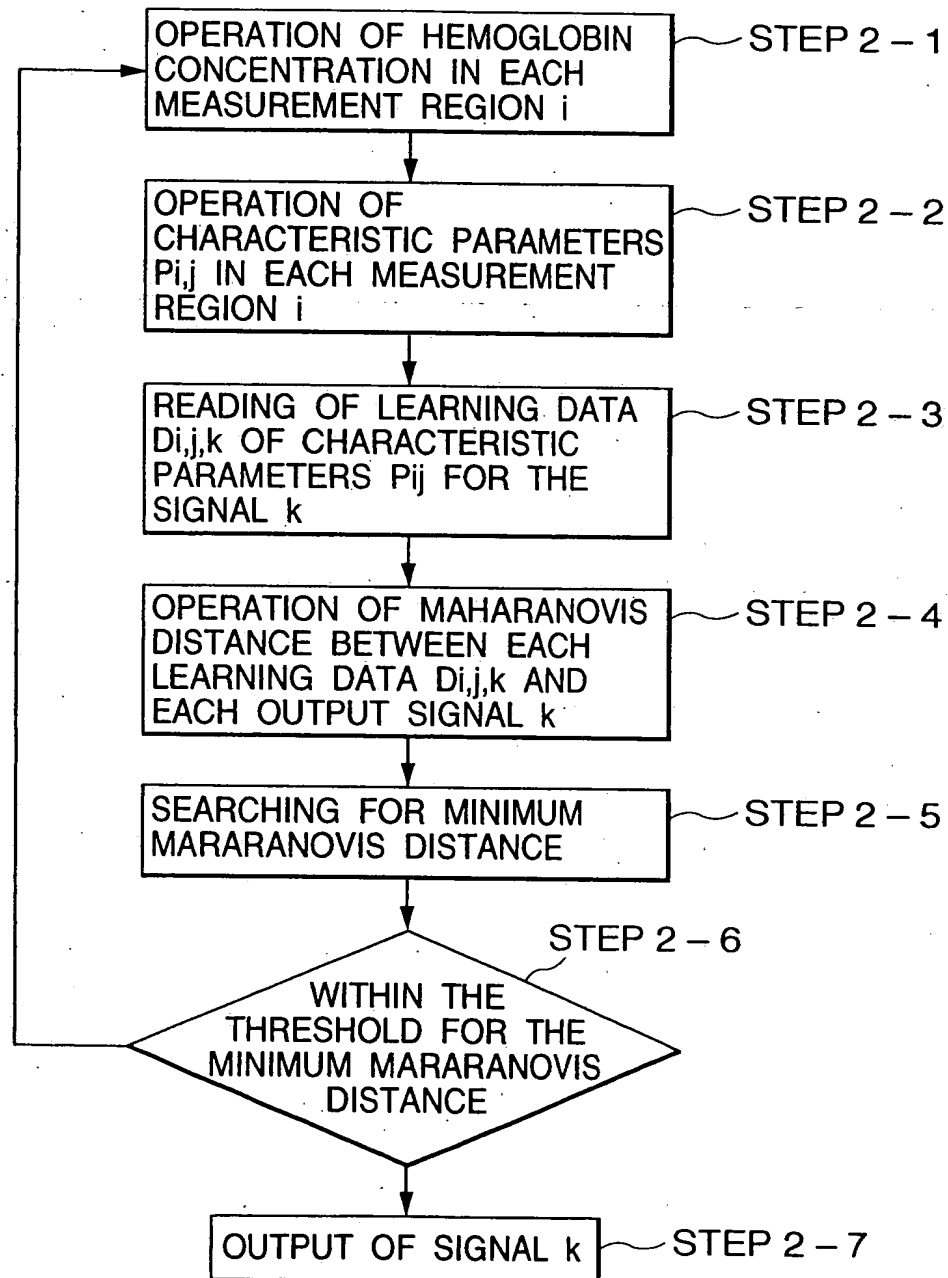 OPERATION OF HEMOGLOBIN
CONCENTRATION IN EACH
MEASUREMENT REGION i
STEP 2-1
OPERATION OF
CHARACTERISTIC PARAMETERS
Pi,j IN EACH MEASUREMENT
REGION i
STEP 2-2
READING OF LEARNING DATA
Di,j,k OF CHARACTERISTIC
PARAMETERS Pij FOR THE
SIGNAL k
STEP 2-3
OPERATION OF MAHARANOVIS
DISTANCE BETWEEN EACH
LEARNING DATA Di,j,k AND
EACH OUTPUT SIGNAL k
STEP 2-4
SEARCHING FOR MINIMUM
MARARANOVIS DISTANCE
STEP 2-5
STEP 2-6
WITHIN THE
THRESHOLD FOR THE
MINIMUM MARARANOVIS
DISTANCE
OUTPUT OF SIGNAL k
STEP 2-7